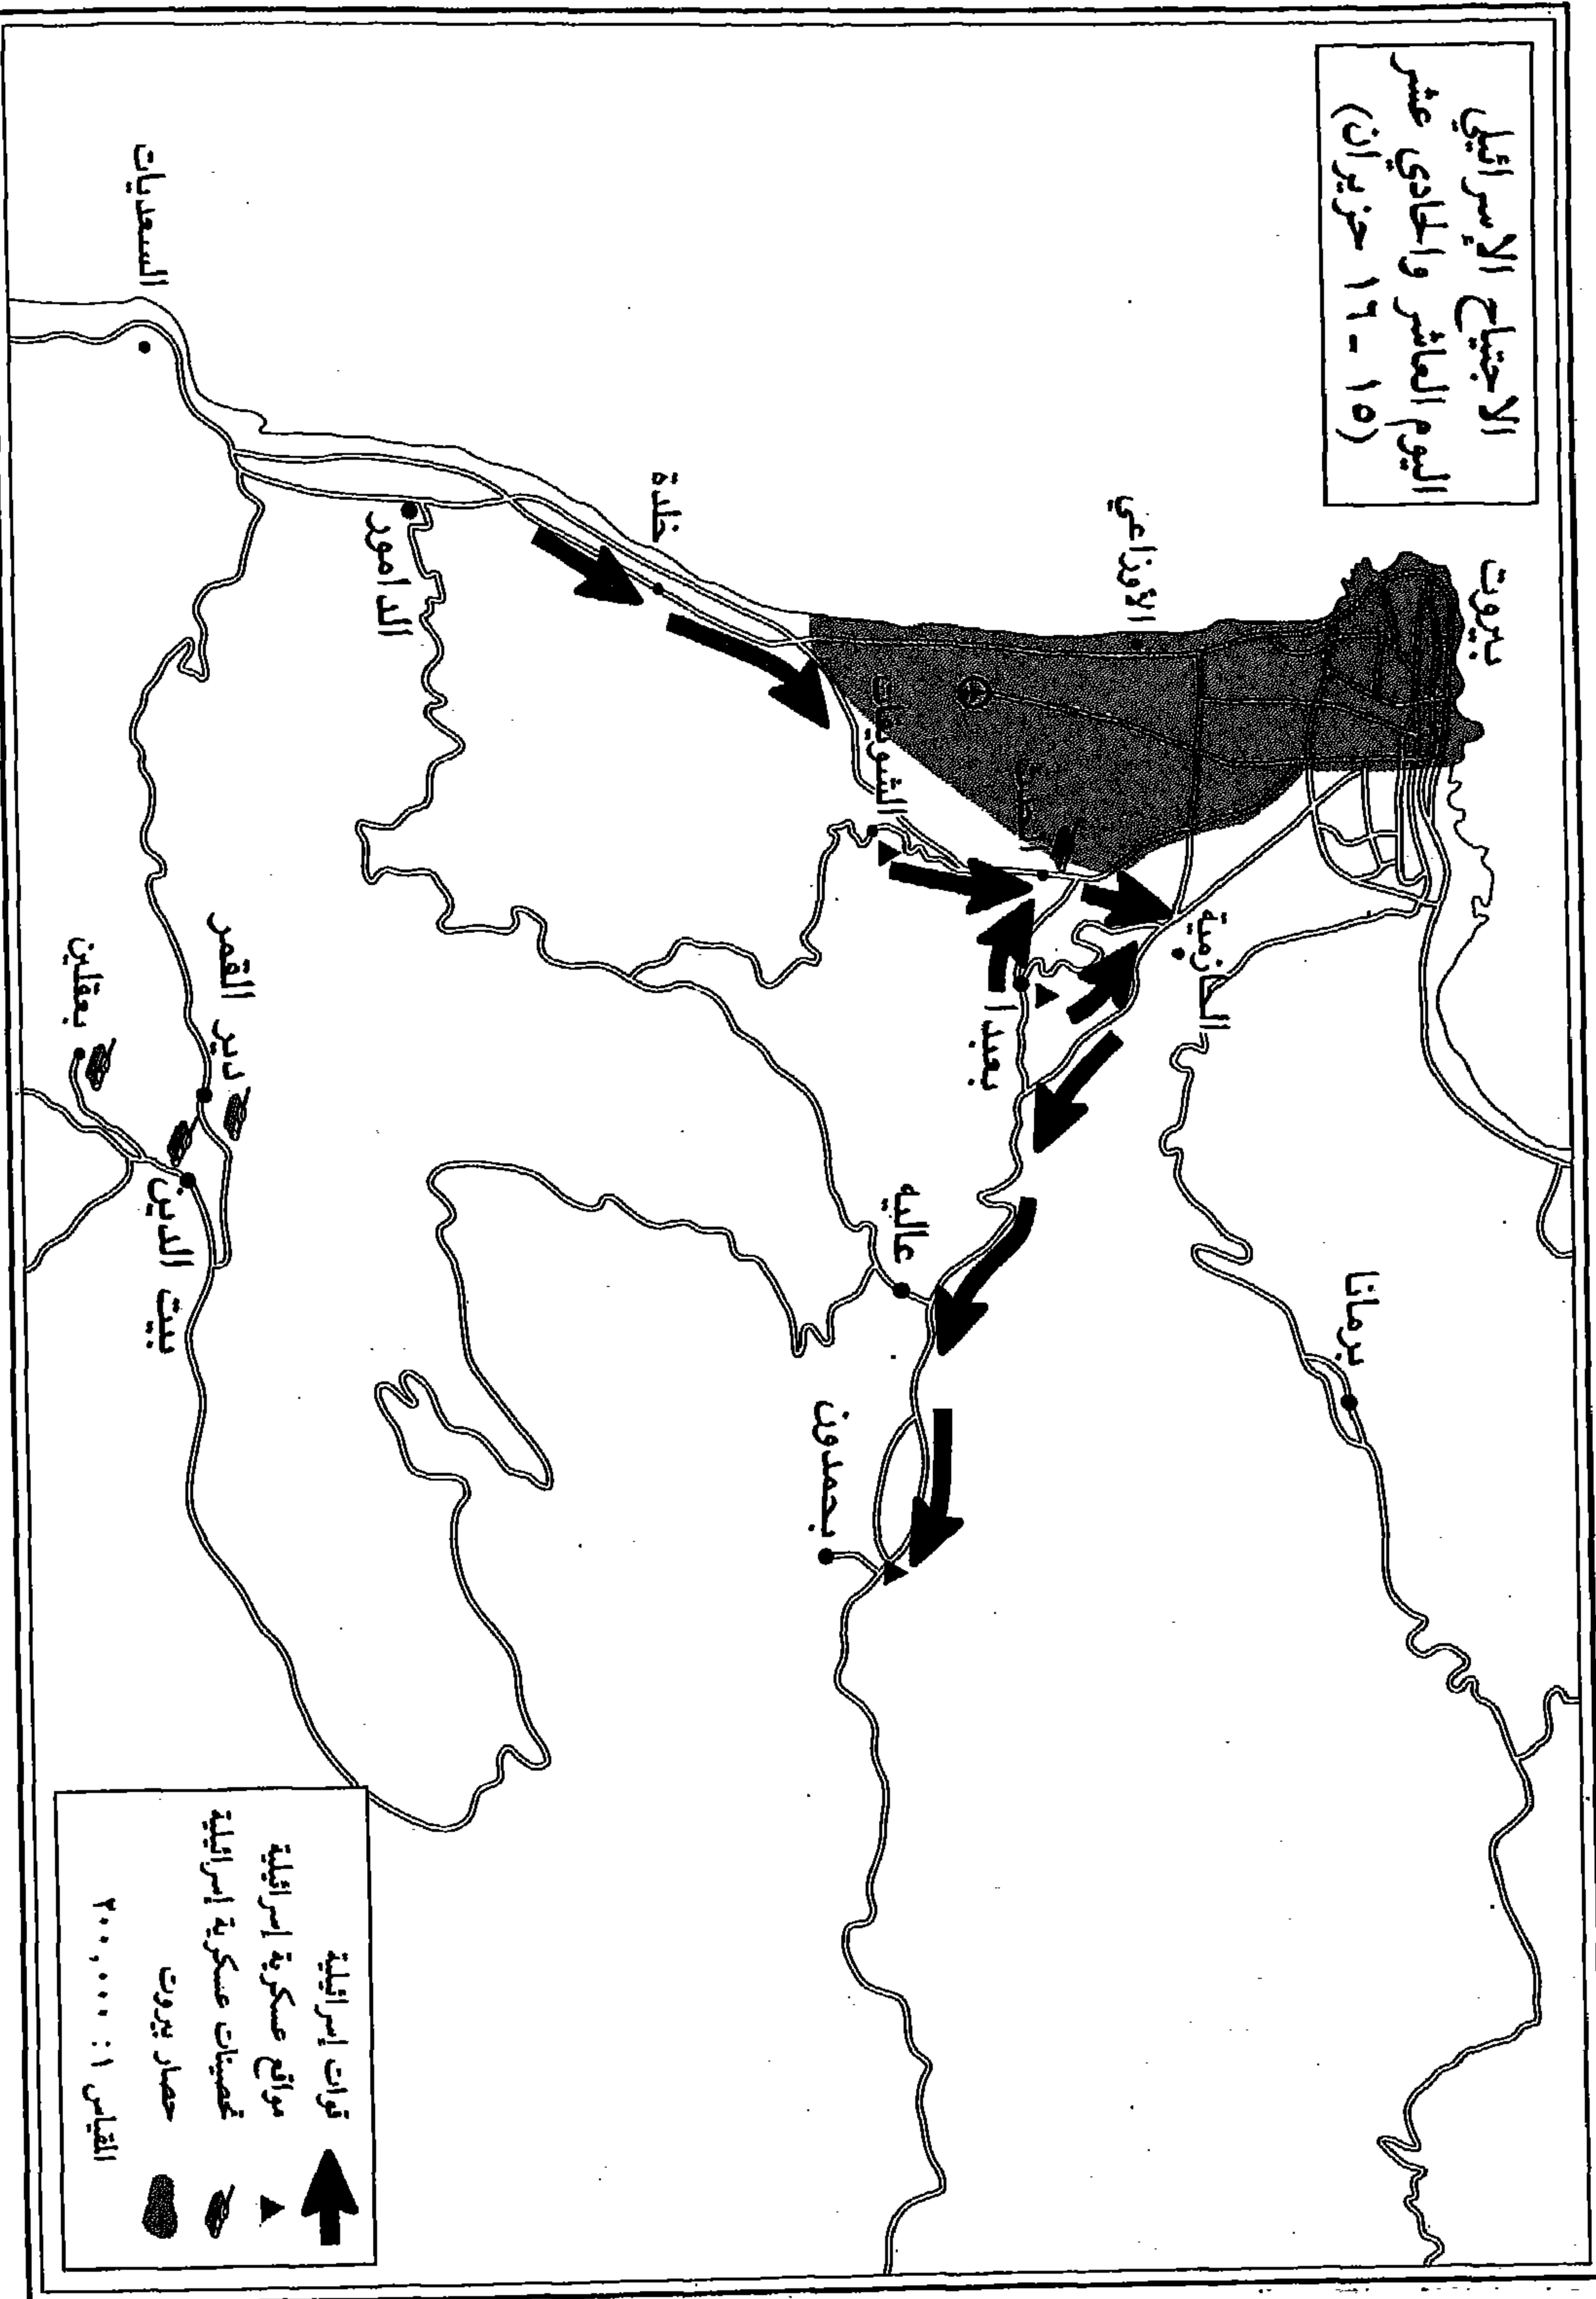 الاجتياح الإسرائيلي
اليوم العاشر والحادي عشر
(١٥ - ١٦ حزيران)
بيروت
الأوزاعي
خلدة
الشويفات
الحازمية
بعبدا
برمانا
عاليه
بحمدون
الدامور
السعديات
دير القمر
بعقلين
بيت الدين
قوات إسرائيلية
مواقع عسكرية إسرائيلية
تحصينات عسكرية إسرائيلية
حصار بيروت
المقياس ١ : ٢٠٠,٠٠٠